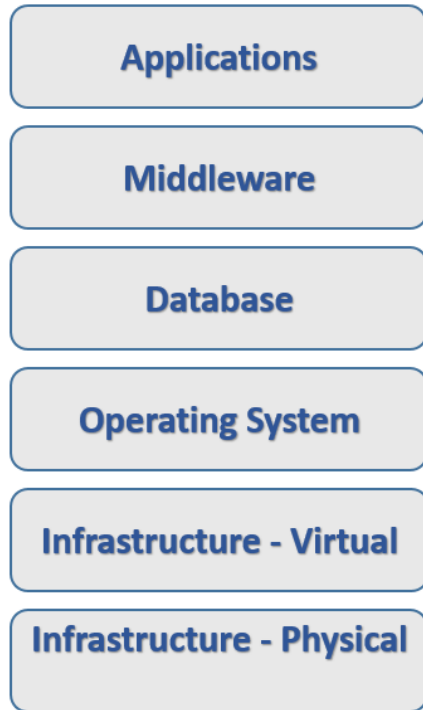 Applications
Middleware
Database
Operating System
Infrastructure - Virtual
Infrastructure - Physical